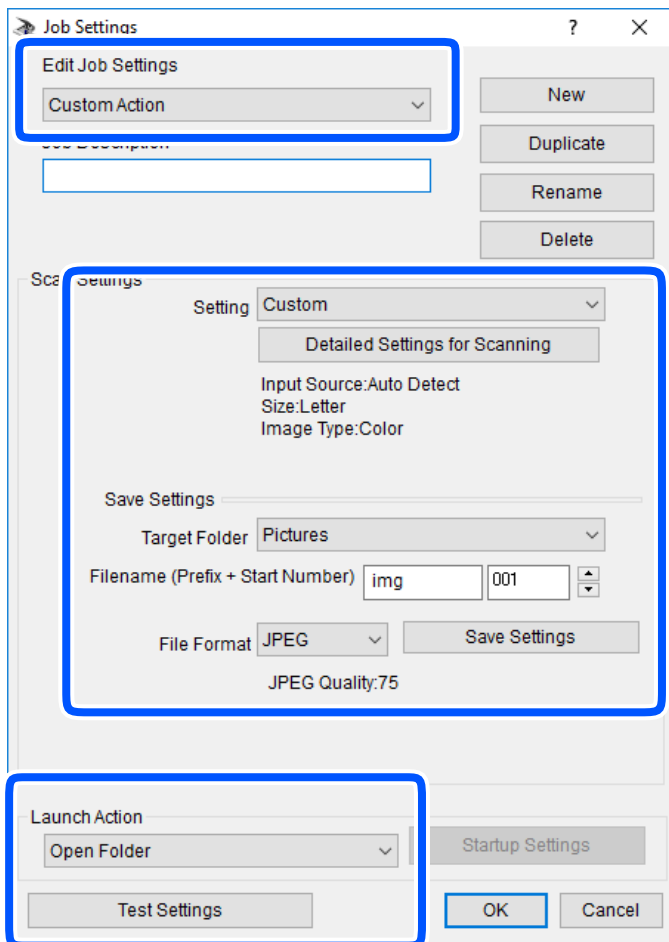 Job Settings
?
Edit Job Settings
Custom Action
New
Duplicate
Rename
Delete
Settings
Setting
Custom
Detailed Settings for Scanning
Input Source:Auto Detect
Size:Letter
Image Type:Color
Save Settings
Target Folder
Pictures
Filename (Prefix + Start Number)
img
001
File Format
JPEG
Save Settings
JPEG Quality:75
Launch Action
Open Folder
Startup Settings
Test Settings
OK
Cancel